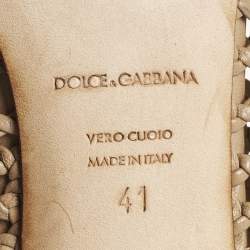 DOLCE & GABBANA
VERO CUOIO
MADE IN ITALY
41